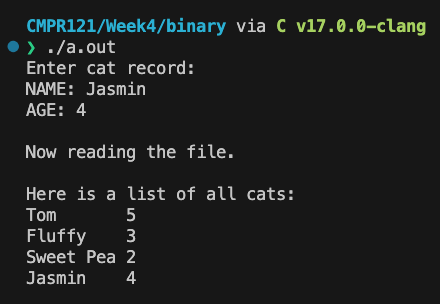 CMPR121/Week4/binary via C v17.0.0-clang
❯ ./a.out
Enter cat record:
NAME: Jasmin
AGE: 4
Now reading the file.
Here is a list of all cats:
Tom       5
Fluffy    3
Sweet Pea 2
Jasmin    4